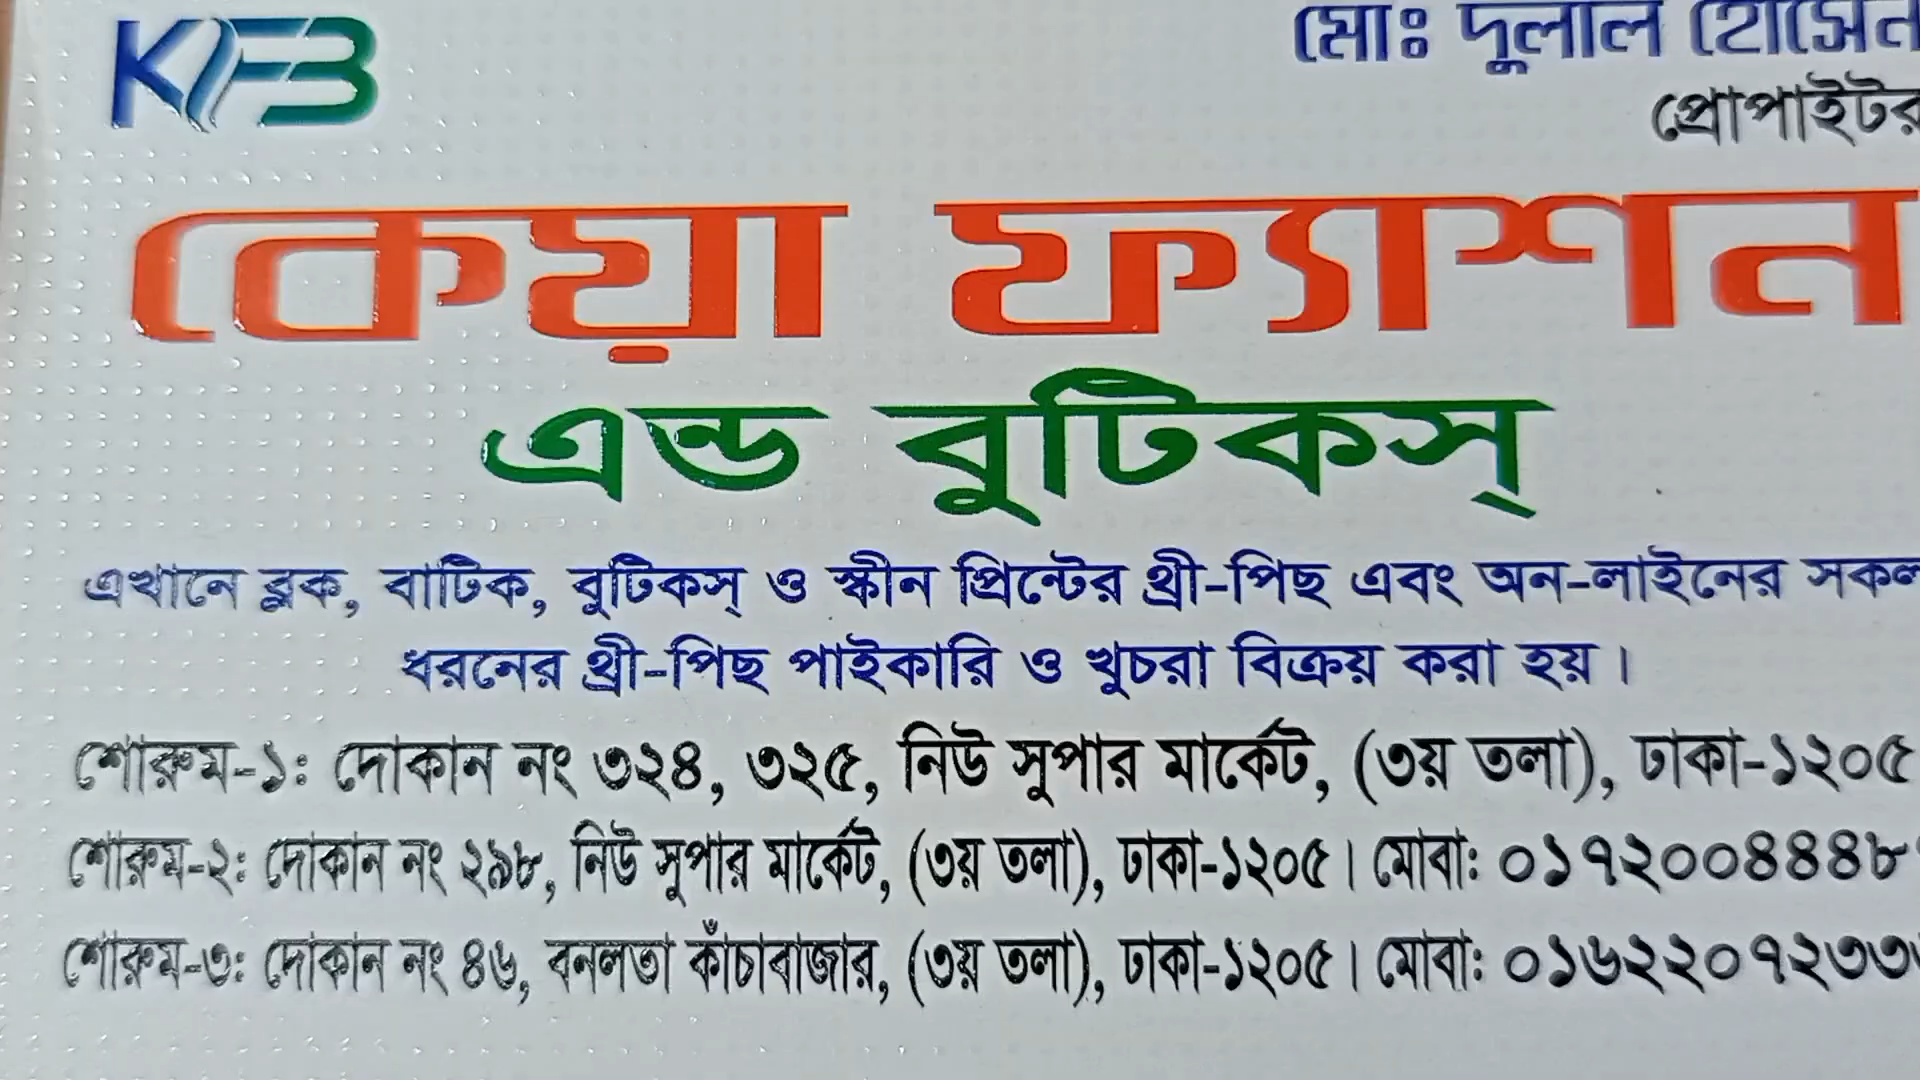 KFB
মোঃ দুলাল হোসেন
প্রোপাইটর
কেয়া ফ্যাশন
এন্ড বুটিকস্
এখানে ব্লক, বাটিক, বুটিকস্ ও স্কীন প্রিন্টের থ্রী-পিছ এবং অন-লাইনের সকল
ধরনের থ্রী-পিছ পাইকারি ও খুচরা বিক্রয় করা হয়।
শোরুম-১: দোকান নং ৩২৪, ৩২৫, নিউ সুপার মার্কেট, (৩য় তলা), ঢাকা-১২০৫
শোরুম-২: দোকান নং ২৯৮, নিউ সুপার মার্কেট, (৩য় তলা), ঢাকা-১২০৫। মোবা: ০১৭২০০৪৪৪৮
শোরুম-৩: দোকান নং ৪৬, বনলতা কাঁচাবাজার, (৩য় তলা), ঢাকা-১২০৫। মোবা: ০১৬২২০৭২৩৩